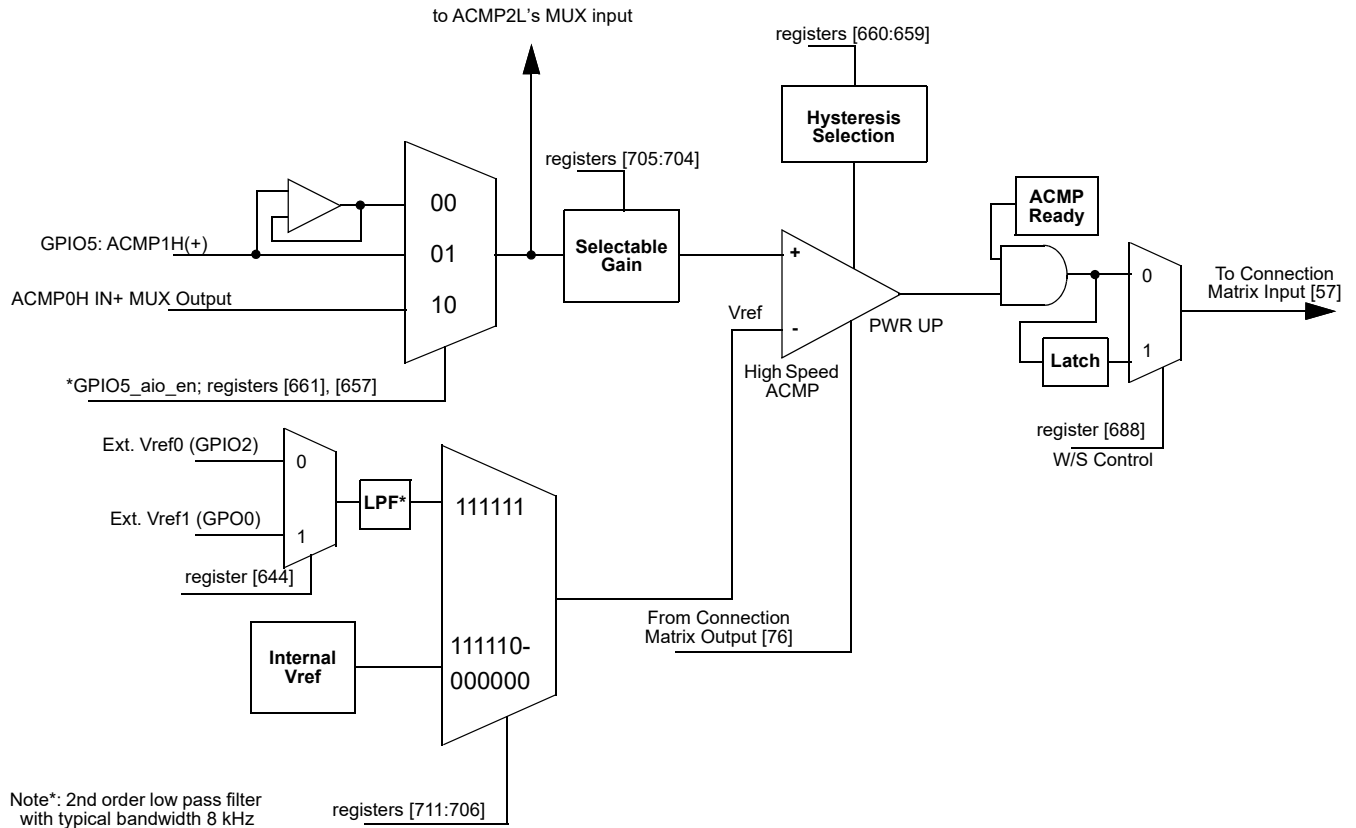 to ACMP2L's MUX input
registers [660:659]
Hysteresis
Selection
registers [705:704]
ACMP
Ready
00
GPIO5: ACMP1H(+)
01
Selectable
Gain
+
0
To Connection
Matrix Input [57]
ACMP0H IN+ MUX Output
10
Vref
-
PWR UP
1
Latch
High Speed
ACMP
*GPIO5_aio_en; registers [661], [657]
register [688]
W/S Control
Ext. Vref0 (GPIO2)
0
LPF*
111111
Ext. Vref1 (GPO0)
1
register [644]
From Connection
Matrix Output [76]
Internal
Vref
111110-
000000
Note*: 2nd order low pass filter
with typical bandwidth 8 kHz
registers [711:706]